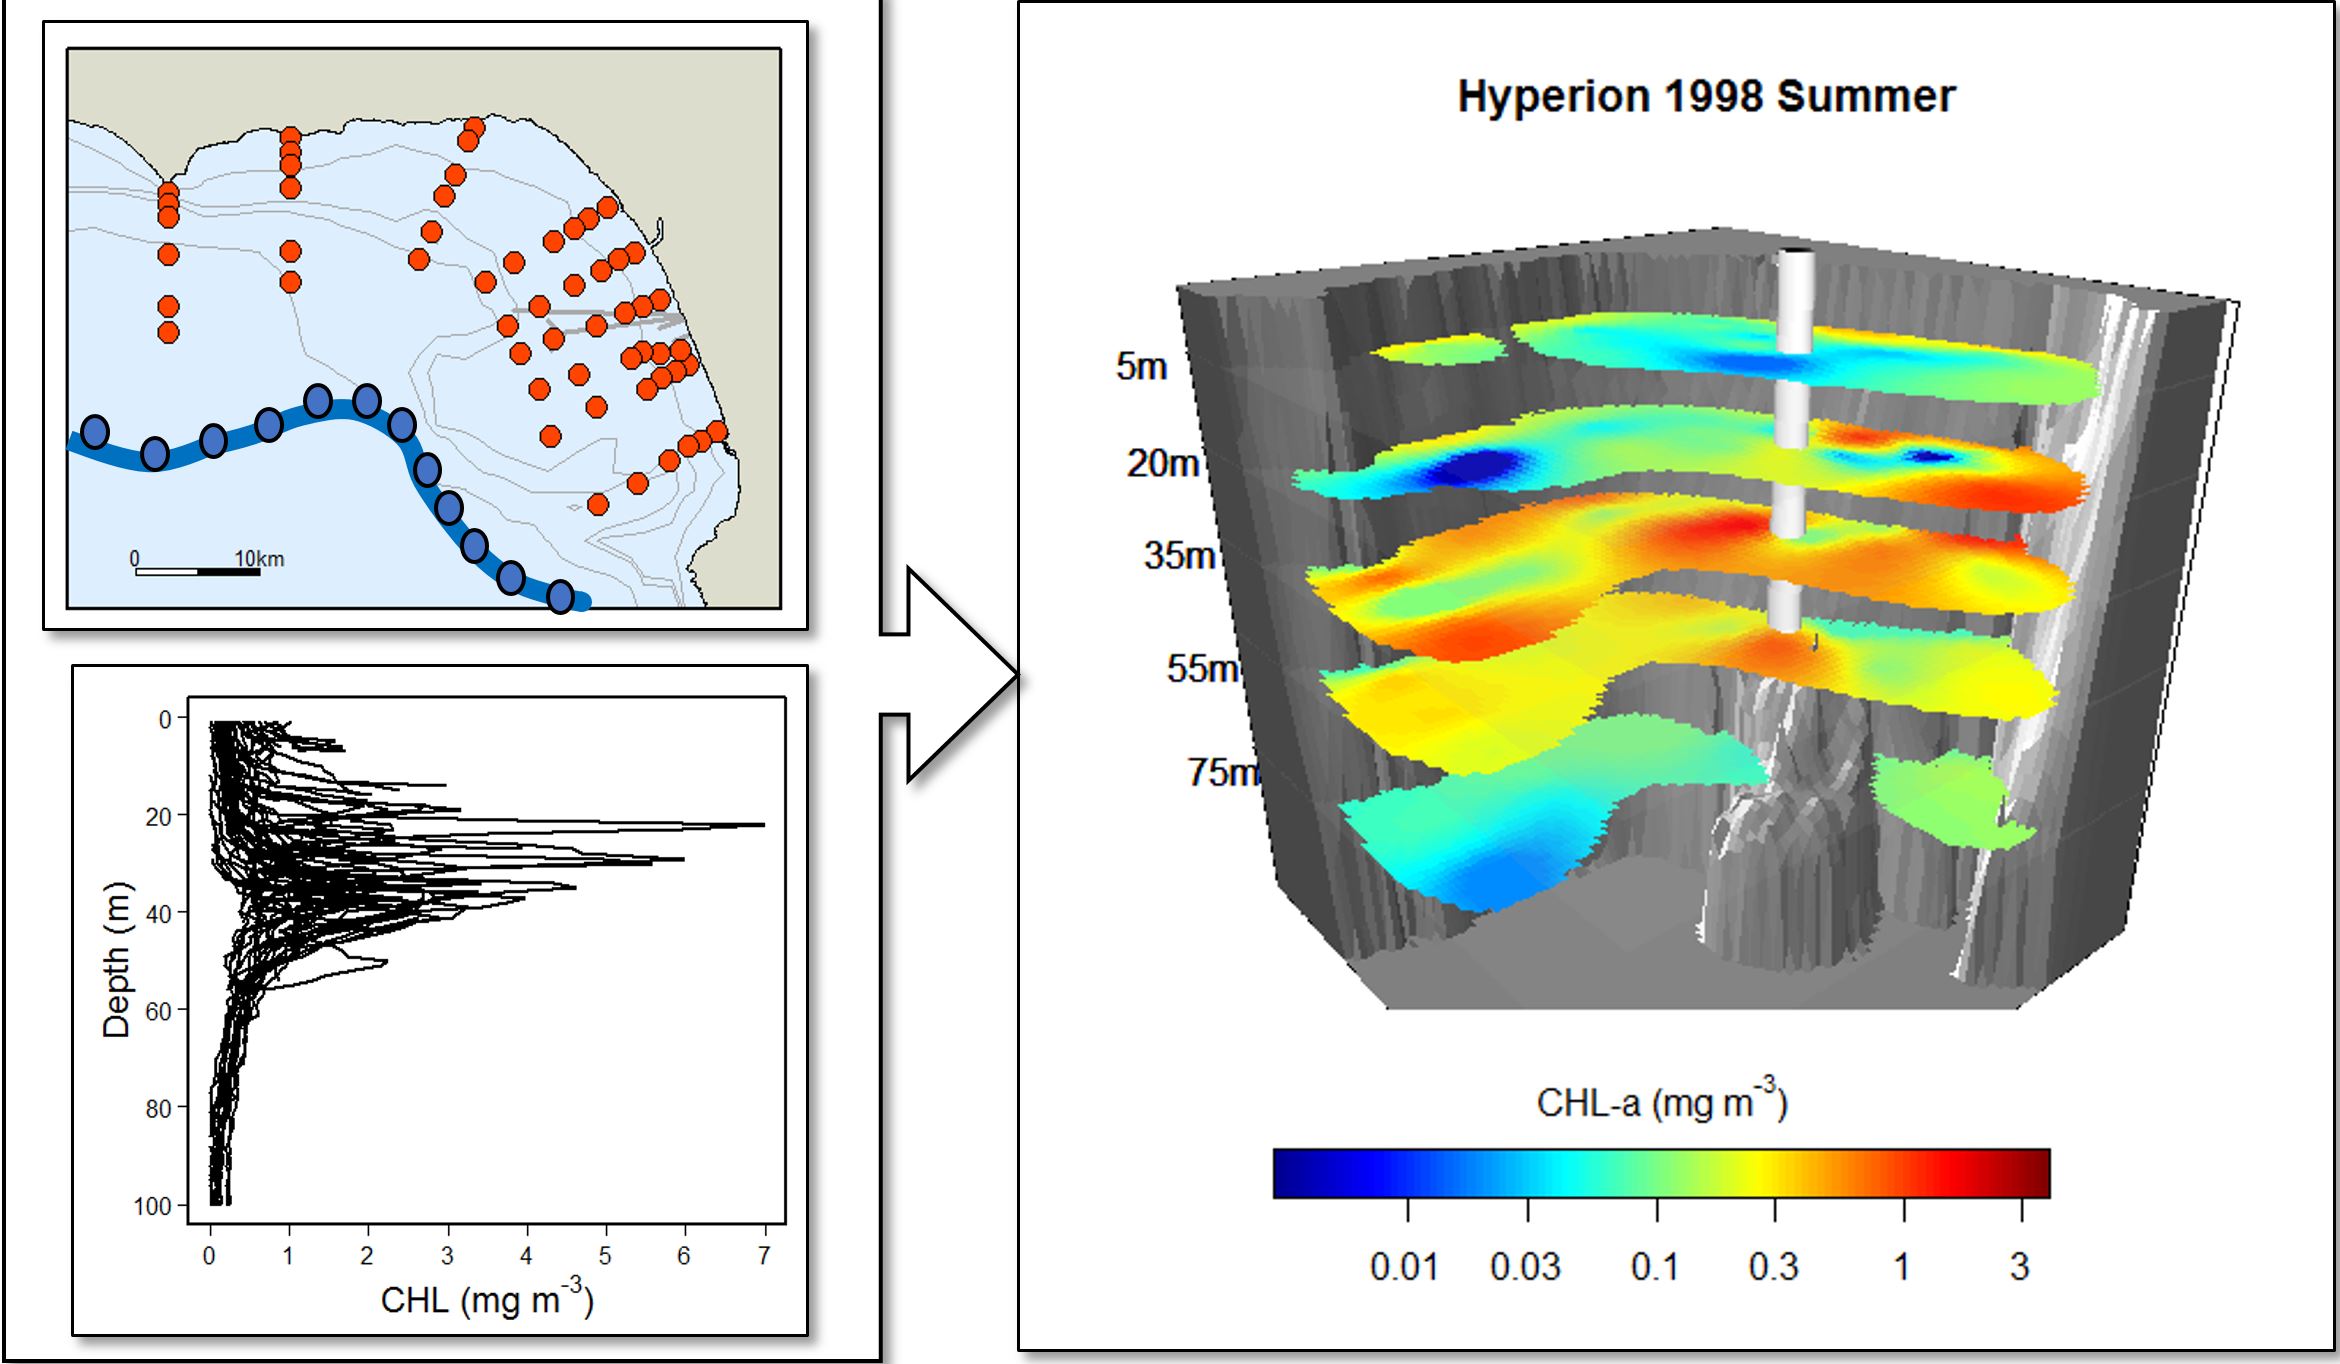 0 10km
0
20
40
60
80
100
Depth (m)
0 1 2 3 4 5 6 7
CHL (mg m⁻³)
Hyperion 1998 Summer
5m
20m
35m
55m
75m
CHL-a (mg m⁻³)
0.01 0.03 0.1 0.3 1 3